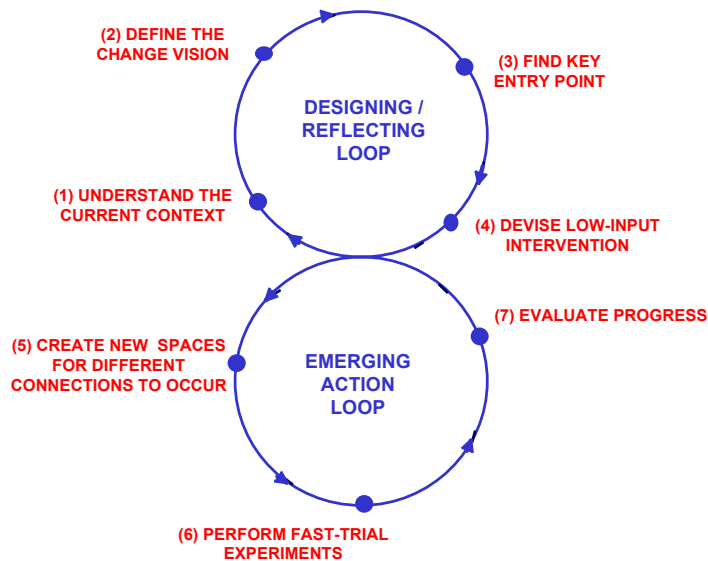 (2) DEFINE THE
CHANGE VISION
(3) FIND KEY
ENTRY POINT
DESIGNING /
REFLECTING
LOOP
(1) UNDERSTAND THE
CURRENT CONTEXT
(4) DEVISE LOW-INPUT
INTERVENTION
(7) EVALUATE PROGRESS
(5) CREATE NEW SPACES
FOR DIFFERENT
CONNECTIONS TO OCCUR
EMERGING
ACTION
LOOP
(6) PERFORM FAST-TRIAL
EXPERIMENTS